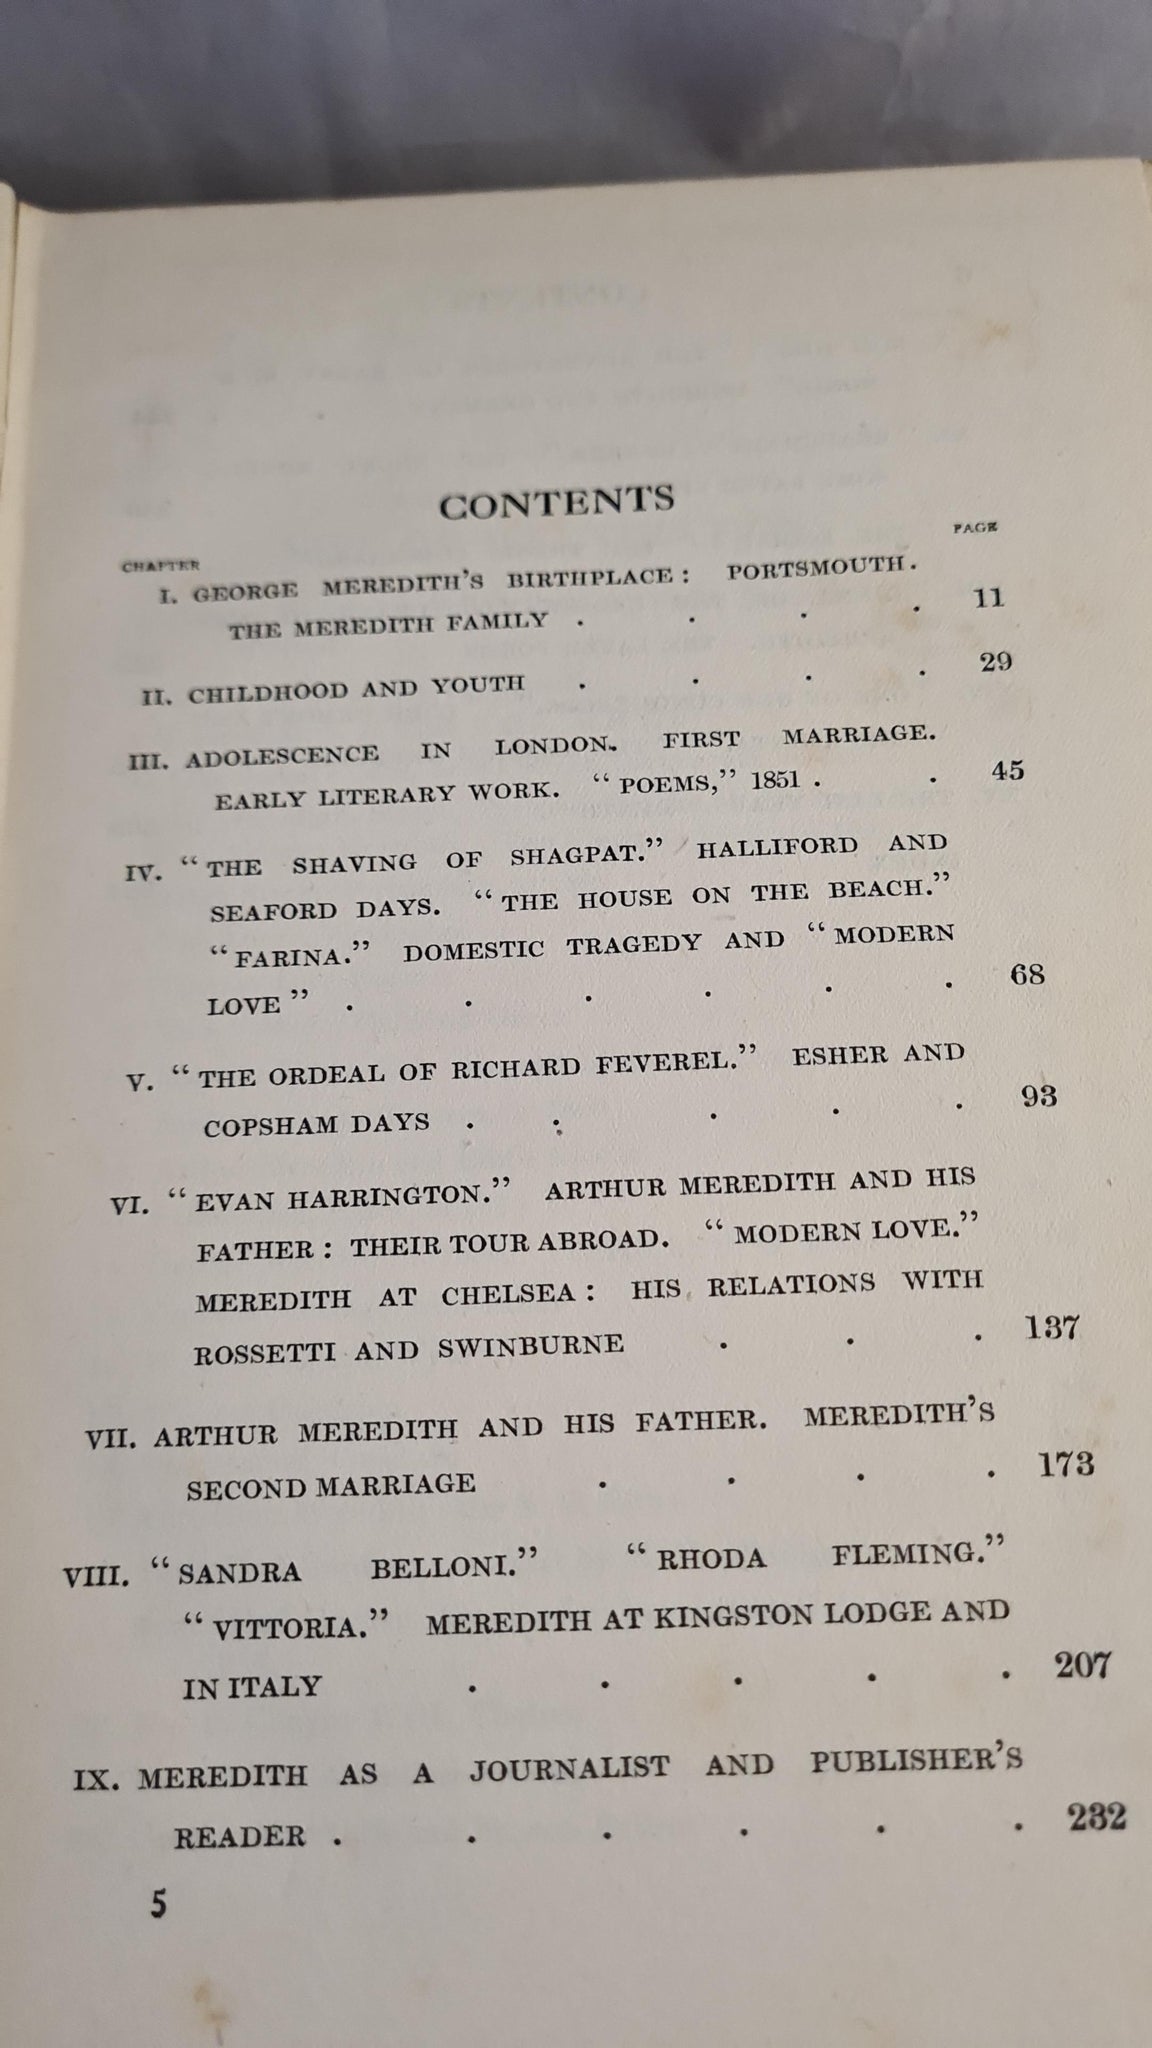 CONTENTS
CHAPTER PAGE
I. GEORGE MEREDITH'S BIRTHPLACE: PORTSMOUTH.
THE MEREDITH FAMILY . . . . 11
II. CHILDHOOD AND YOUTH . . . . 29
III. ADOLESCENCE IN LONDON. FIRST MARRIAGE.
EARLY LITERARY WORK. “POEMS,” 1851 . . 45
IV. “THE SHAVING OF SHAGPAT.” HALLIFORD AND
SEAFORD DAYS. “THE HOUSE ON THE BEACH.”
“FARINA.” DOMESTIC TRAGEDY AND “MODERN
LOVE” . . . . . . 68
V. “THE ORDEAL OF RICHARD FEVEREL.” ESHER AND
COPSHAM DAYS . . . . . 93
VI. “EVAN HARRINGTON.” ARTHUR MEREDITH AND HIS
FATHER: THEIR TOUR ABROAD. “MODERN LOVE.”
MEREDITH AT CHELSEA: HIS RELATIONS WITH
ROSSETTI AND SWINBURNE . . . 137
VII. ARTHUR MEREDITH AND HIS FATHER. MEREDITH'S
SECOND MARRIAGE . . . . 173
VIII. “SANDRA BELLONI.” “RHODA FLEMING.”
“VITTORIA.” MEREDITH AT KINGSTON LODGE AND
IN ITALY . . . . . 207
IX. MEREDITH AS A JOURNALIST AND PUBLISHER'S
READER . . . . . . 232
5